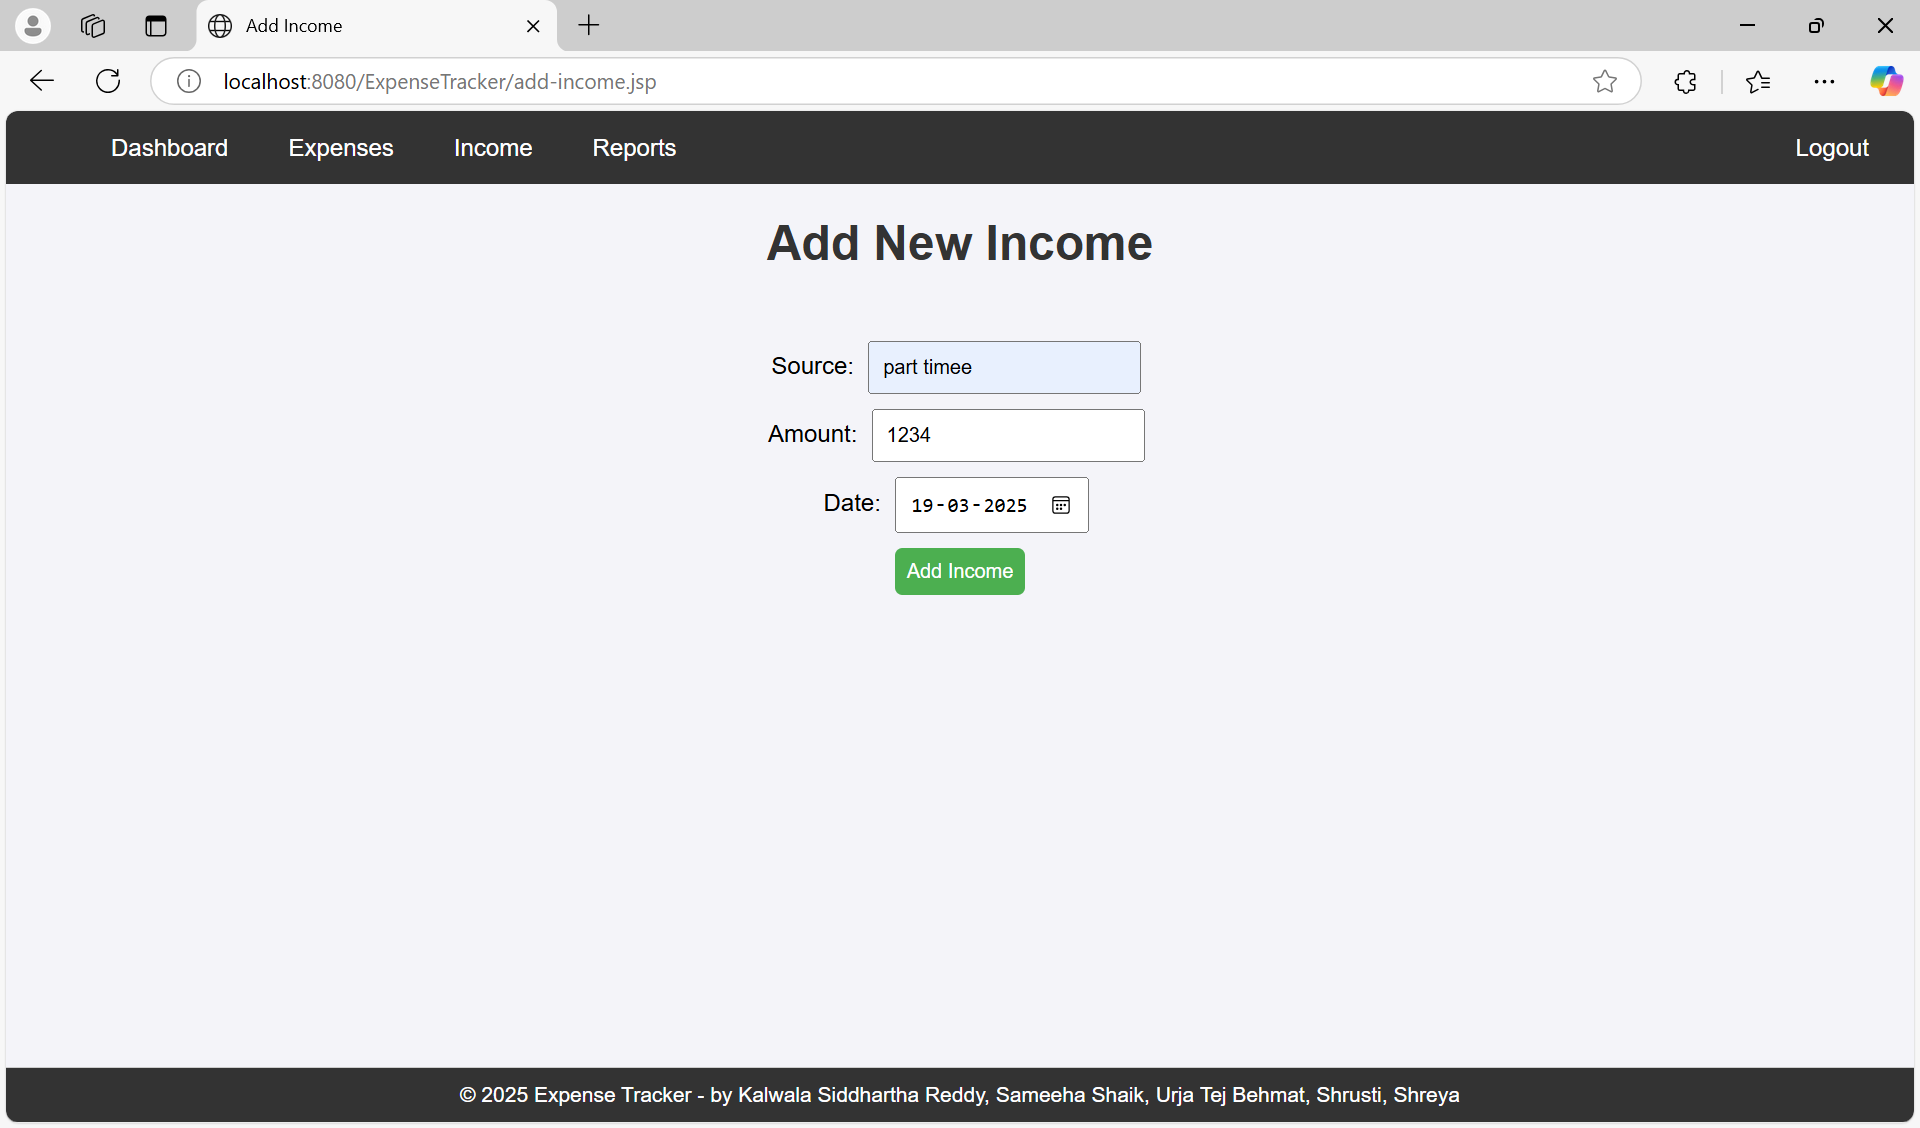 Add Income
localhost:8080/ExpenseTracker/add-income.jsp
Dashboard Expenses Income Reports Logout
Add New Income
Source: part timee
Amount: 1234
Date: 19-03-2025
Add Income
© 2025 Expense Tracker - by Kalwala Siddhartha Reddy, Sameeha Shaik, Urja Tej Behmat, Shrusti, Shreya